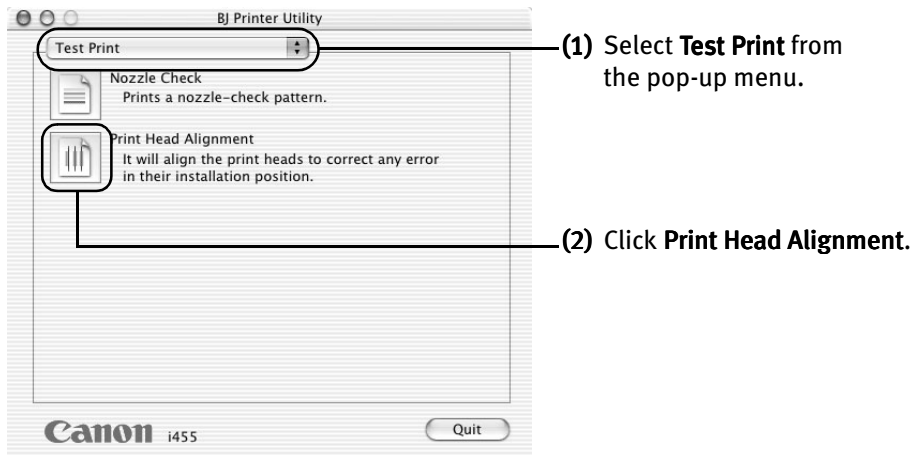 BJ Printer Utility
Test Print
(1) Select Test Print from
the pop-up menu.
Nozzle Check
Prints a nozzle-check pattern.
Print Head Alignment
It will align the print heads to correct any error
in their installation position.
(2) Click Print Head Alignment.
Canon i455
Quit